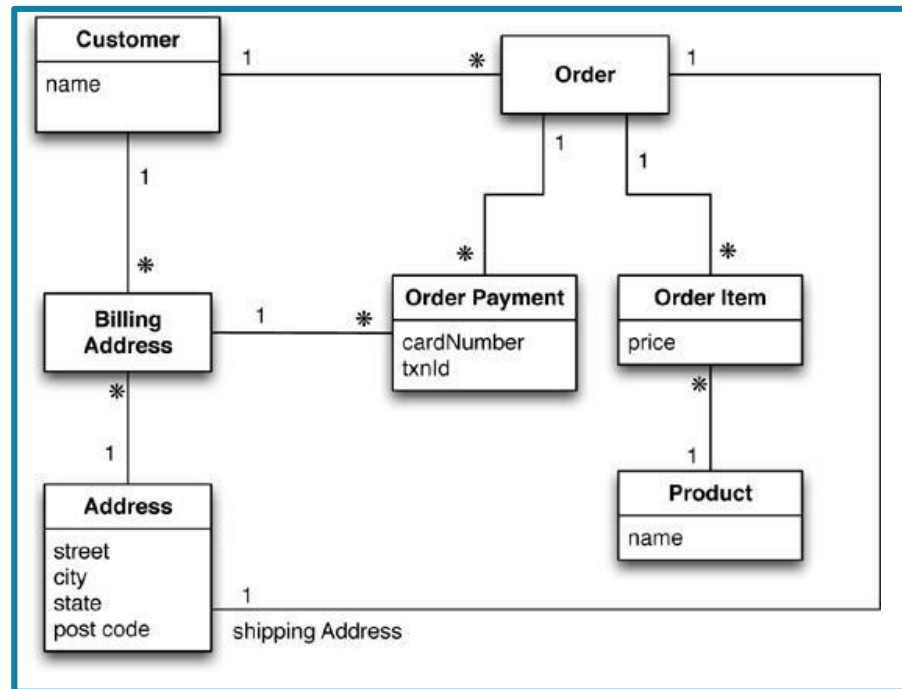 Customer
name
1
*
Order
1
1
1
1
*
*
*
Billing
Address
1
*
Order Payment
cardNumber
txnId
Order Item
price
*
*
1
1
Address
street
city
state
post code
Product
name
1
shipping Address